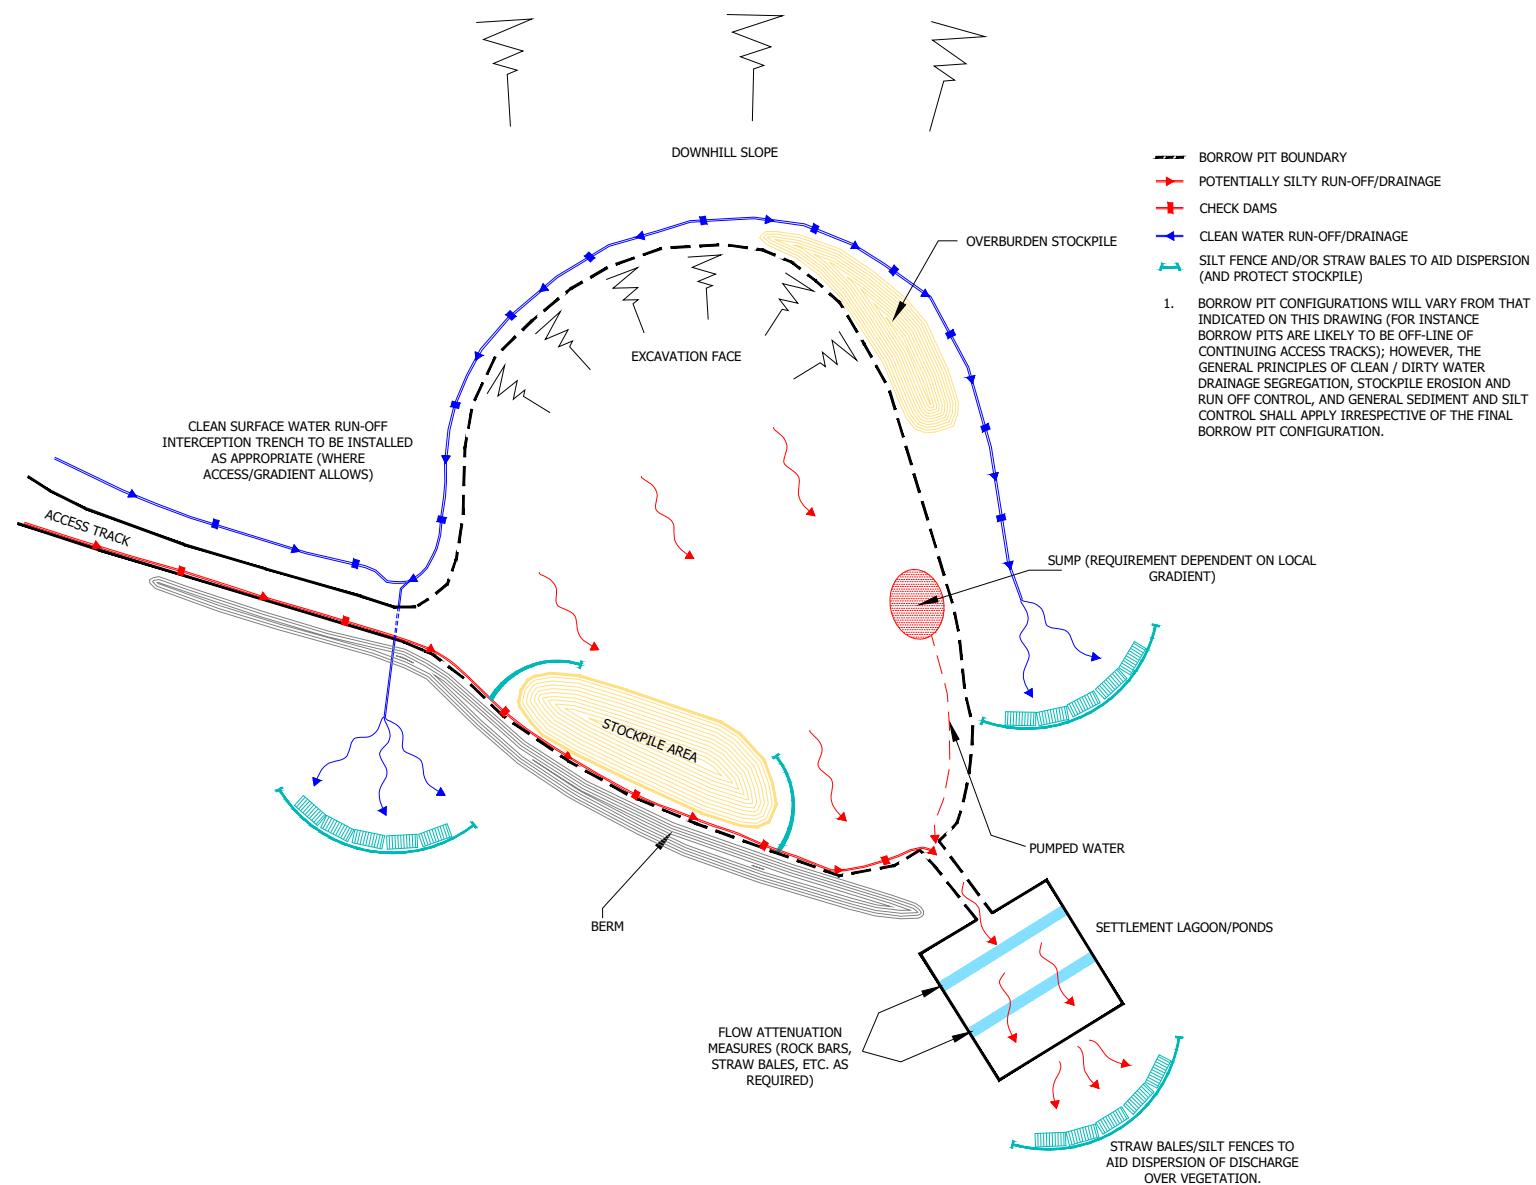 DOWNHILL SLOPE
BORROW PIT BOUNDARY
POTENTIALLY SILTY RUN-OFF/DRAINAGE
CHECK DAMS
CLEAN WATER RUN-OFF/DRAINAGE
SILT FENCE AND/OR STRAW BALES TO AID DISPERSION
(AND PROTECT STOCKPILE)
1. BORROW PIT CONFIGURATIONS WILL VARY FROM THAT
INDICATED ON THIS DRAWING (FOR INSTANCE
BORROW PITS ARE LIKELY TO BE OFF-LINE OF
CONTINUING ACCESS TRACKS); HOWEVER, THE
GENERAL PRINCIPLES OF CLEAN / DIRTY WATER
DRAINAGE SEGREGATION, STOCKPILE EROSION AND
RUN OFF CONTROL, AND GENERAL SEDIMENT AND SILT
CONTROL SHALL APPLY IRRESPECTIVE OF THE FINAL
BORROW PIT CONFIGURATION.
OVERBURDEN STOCKPILE
EXCAVATION FACE
CLEAN SURFACE WATER RUN-OFF
INTERCEPTION TRENCH TO BE INSTALLED
AS APPROPRIATE (WHERE
ACCESS/GRADIENT ALLOWS)
ACCESS TRACK
SUMP (REQUIREMENT DEPENDENT ON LOCAL
GRADIENT)
STOCKPILE AREA
PUMPED WATER
BERM
SETTLEMENT LAGOON/PONDS
FLOW ATTENUATION
MEASURES (ROCK BARS,
STRAW BALES, ETC. AS
REQUIRED)
STRAW BALES/SILT FENCES TO
AID DISPERSION OF DISCHARGE
OVER VEGETATION.